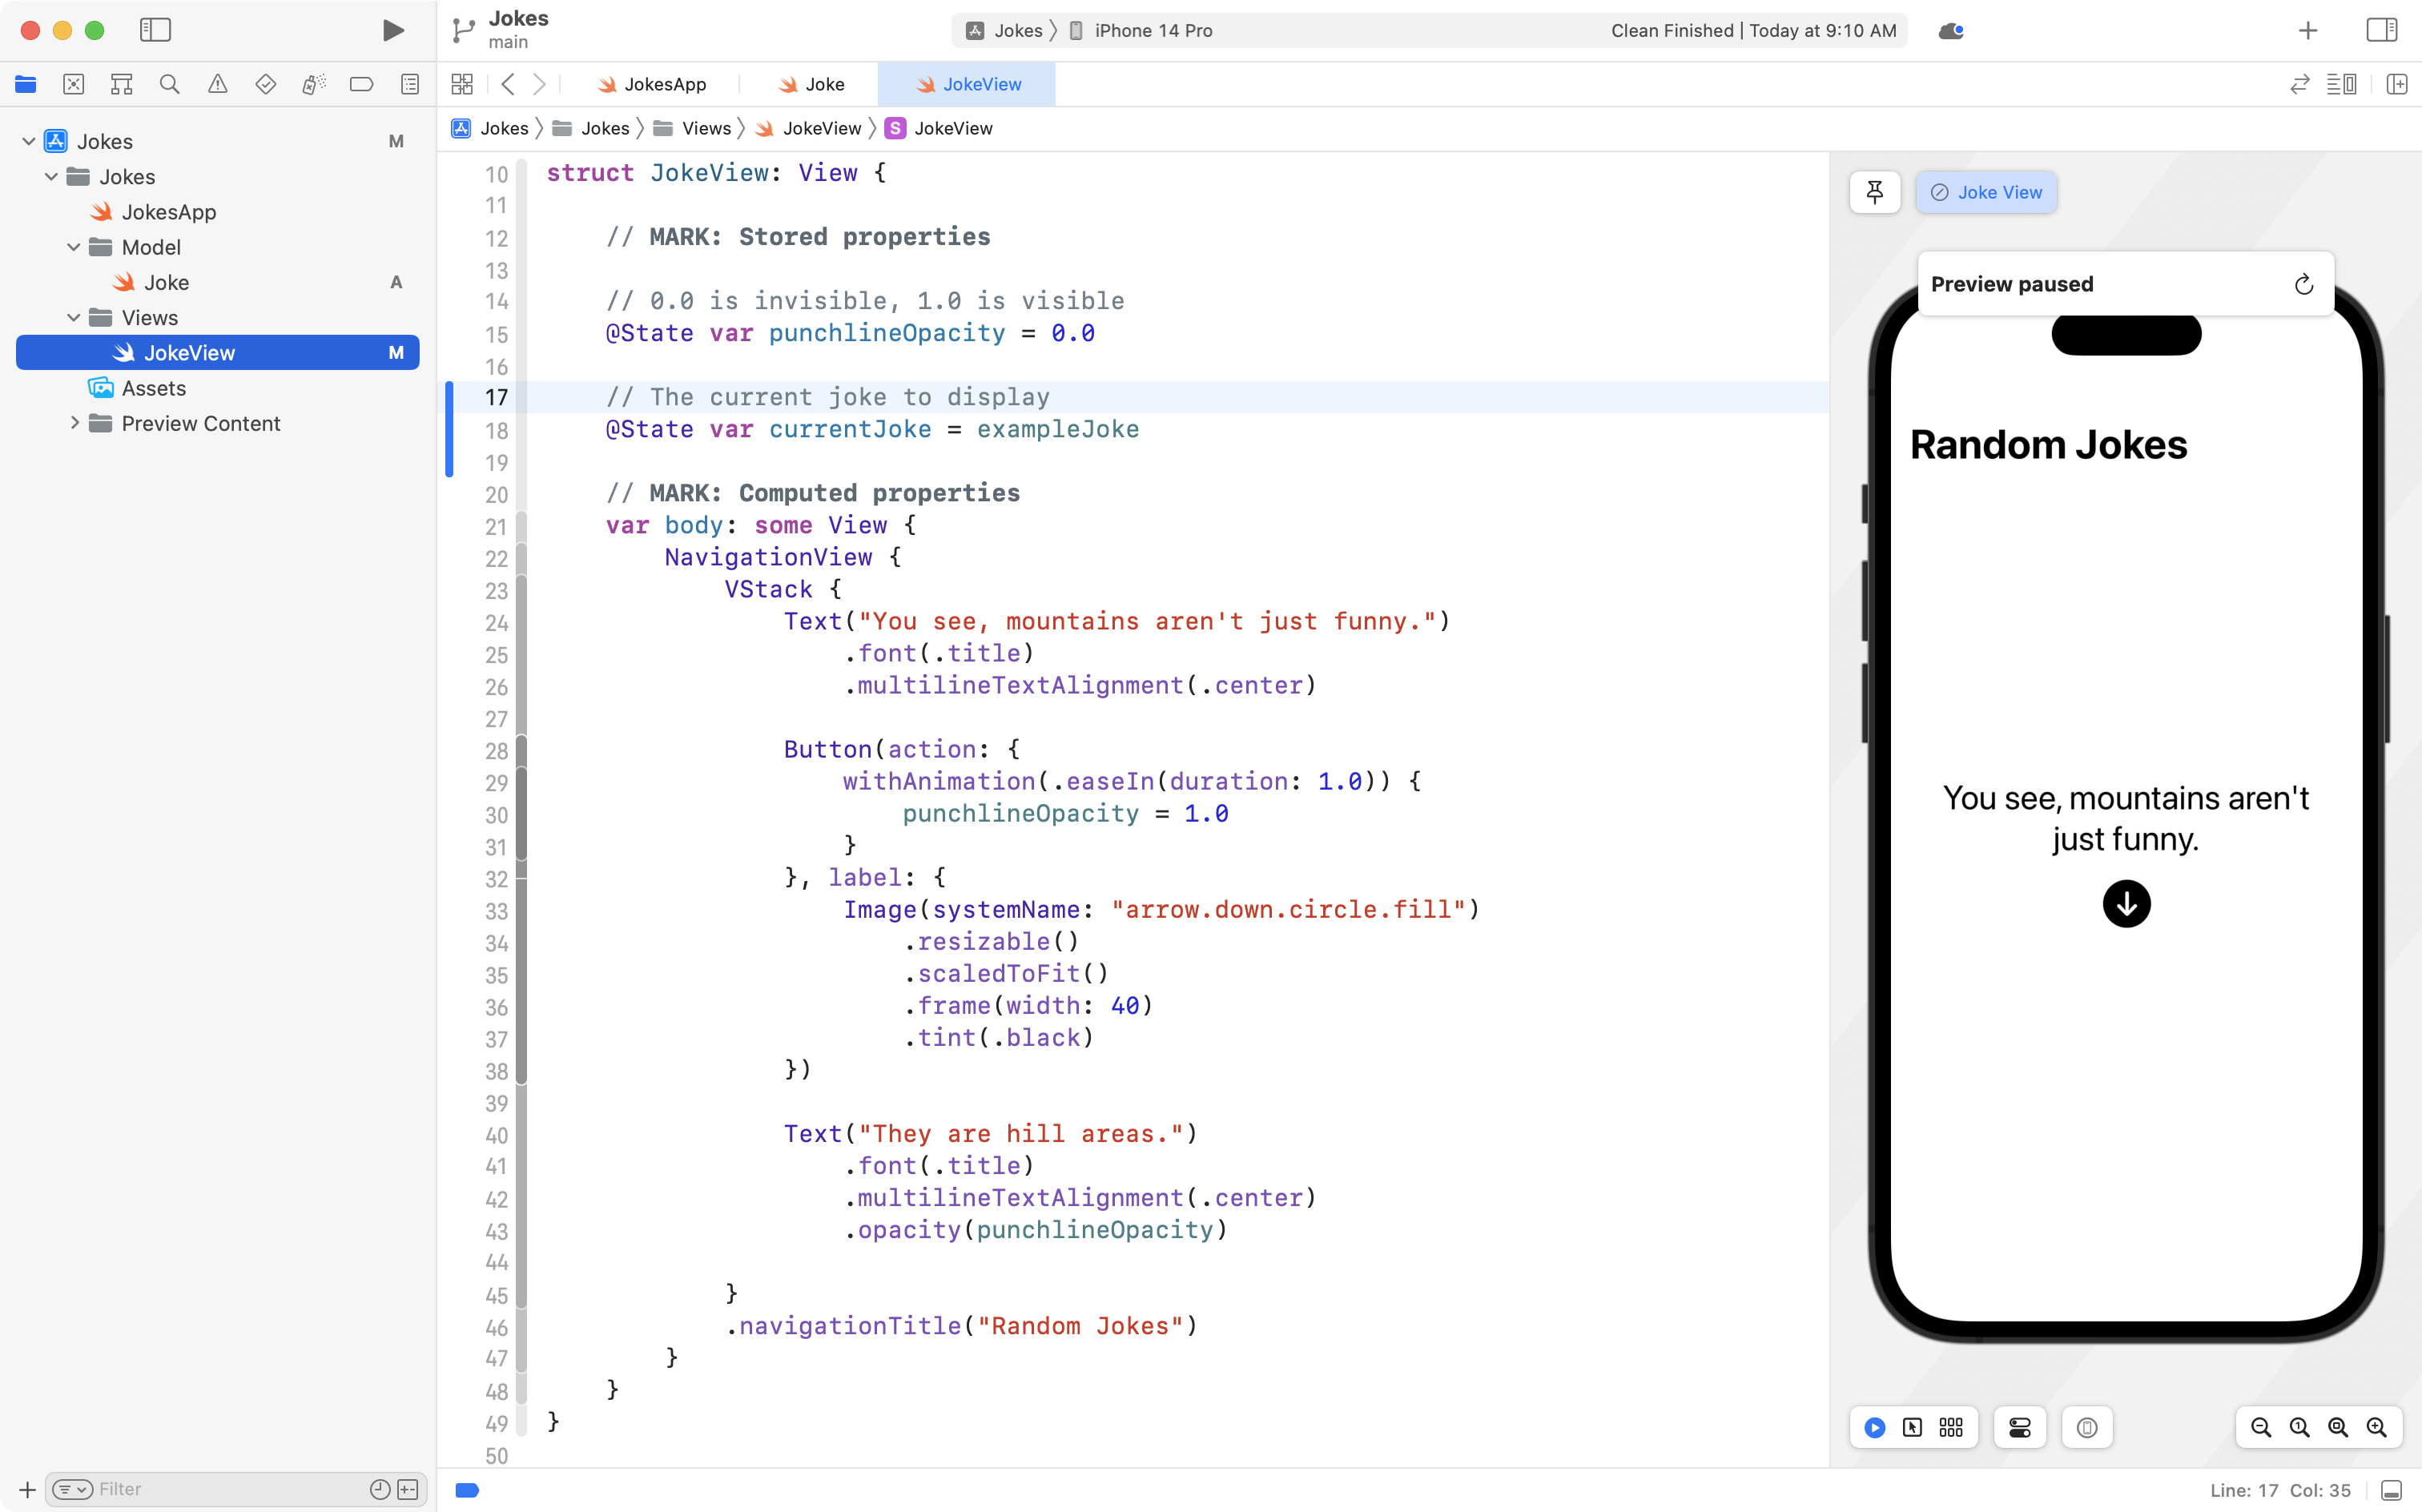 Jokes
main
Jokes
iPhone 14 Pro
Clean Finished | Today at 9:10 AM
JokesApp
Joke
JokeView
Jokes
Jokes
Views
JokeView
S
JokeView
Jokes
M
Jokes
JokesApp
Model
Joke
A
Views
JokeView
M
Assets
Preview Content
10 struct JokeView: View {
11
12 // MARK: Stored properties
13
14 // 0.0 is invisible, 1.0 is visible
15 @State var punchlineOpacity = 0.0
16
17 // The current joke to display
18 @State var currentJoke = exampleJoke
19
20 // MARK: Computed properties
21 var body: some View {
22 NavigationView {
23 VStack {
24 Text("You see, mountains aren't just funny.")
25 .font(.title)
26 .multilineTextAlignment(.center)
27
28 Button(action: {
29 withAnimation(.easeIn(duration: 1.0)) {
30 punchlineOpacity = 1.0
31 }
32 }, label: {
33 Image(systemName: "arrow.down.circle.fill")
34 .resizable()
35 .scaledToFit()
36 .frame(width: 40)
37 .tint(.black)
38 })
39
40 Text("They are hill areas.")
41 .font(.title)
42 .multilineTextAlignment(.center)
43 .opacity(punchlineOpacity)
44
45 }
46 .navigationTitle("Random Jokes")
47 }
48 }
49 }
50
Joke View
Preview paused
Random Jokes
You see, mountains aren't
just funny.
Filter
Line: 17 Col: 35